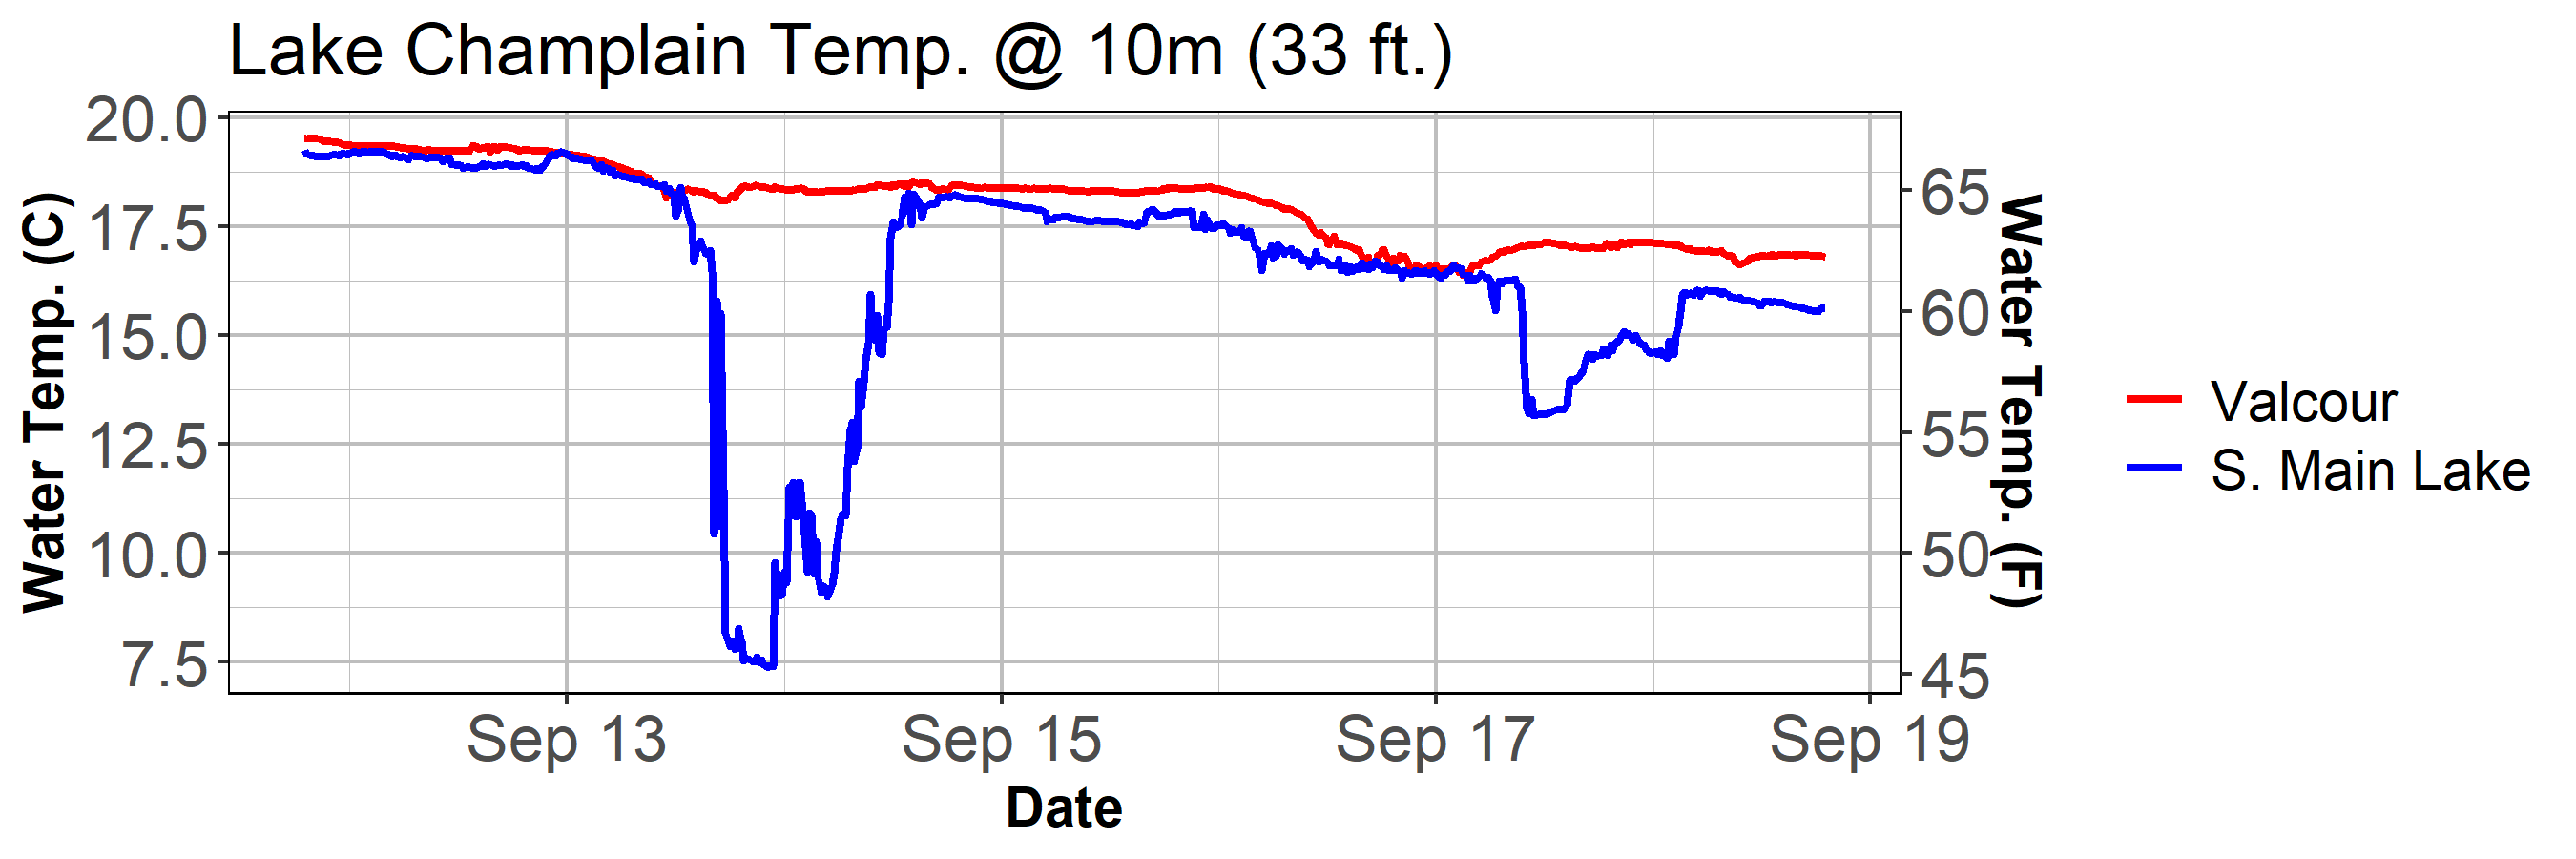 Lake Champlain Temp. @ 10m (33 ft.)
Water Temp. (C)
20.0
17.5
15.0
12.5
10.0
7.5
65
60
55
50
45
Water Temp. (F)
Sep 13
Sep 15
Sep 17
Sep 19
Date
Valcour
S. Main Lake